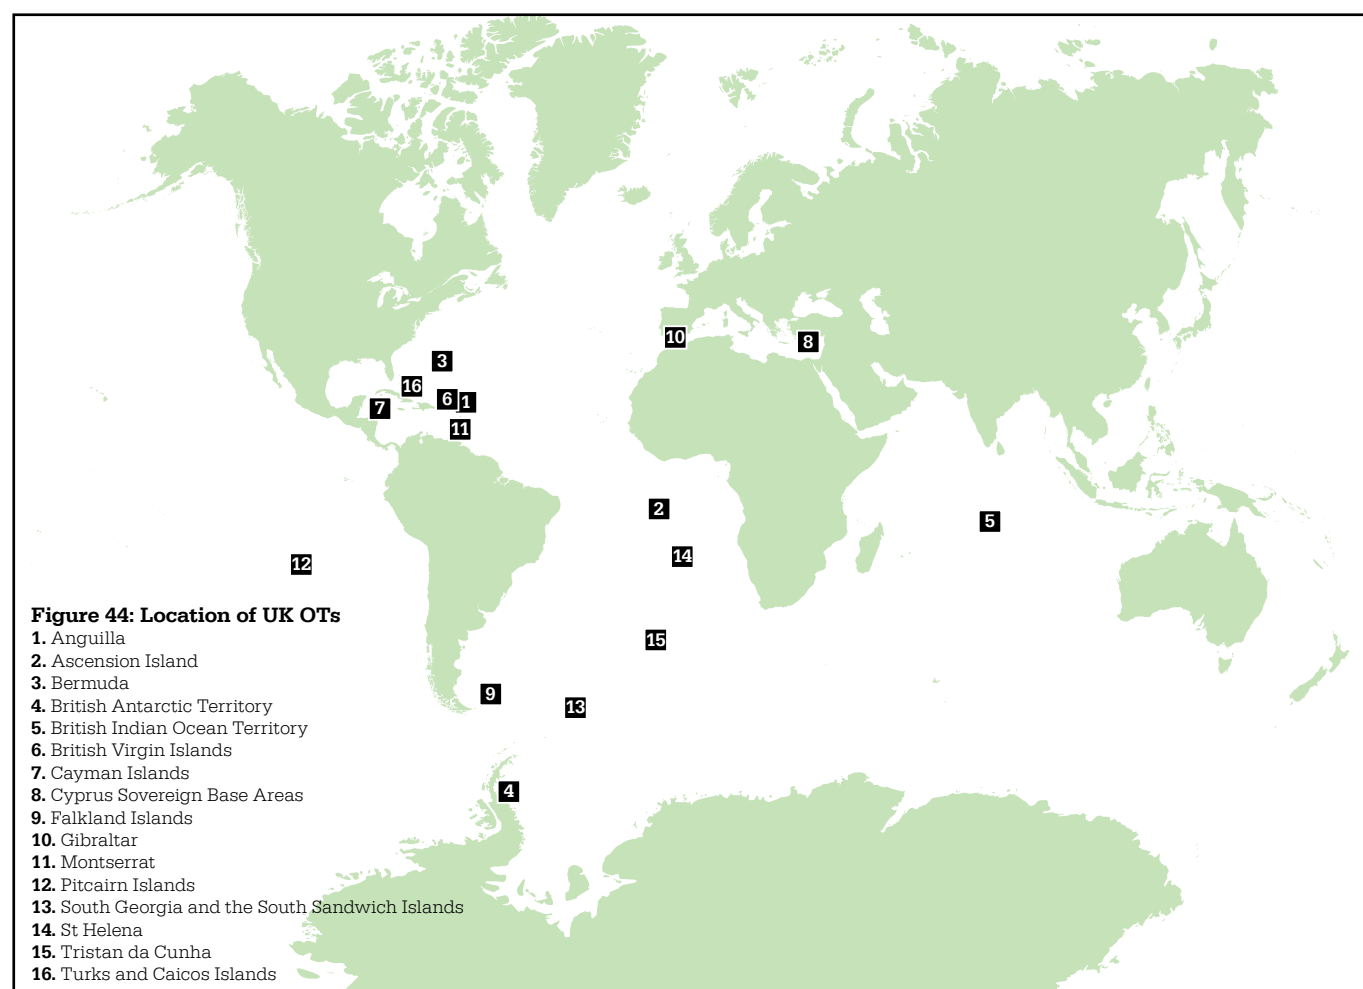 3
16
6
1
7
11
10
8
2
5
14
12
15
9
13
4
Figure 44: Location of UK OTs
1. Anguilla
2. Ascension Island
3. Bermuda
4. British Antarctic Territory
5. British Indian Ocean Territory
6. British Virgin Islands
7. Cayman Islands
8. Cyprus Sovereign Base Areas
9. Falkland Islands
10. Gibraltar
11. Montserrat
12. Pitcairn Islands
13. South Georgia and the South Sandwich Islands
14. St Helena
15. Tristan da Cunha
16. Turks and Caicos Islands